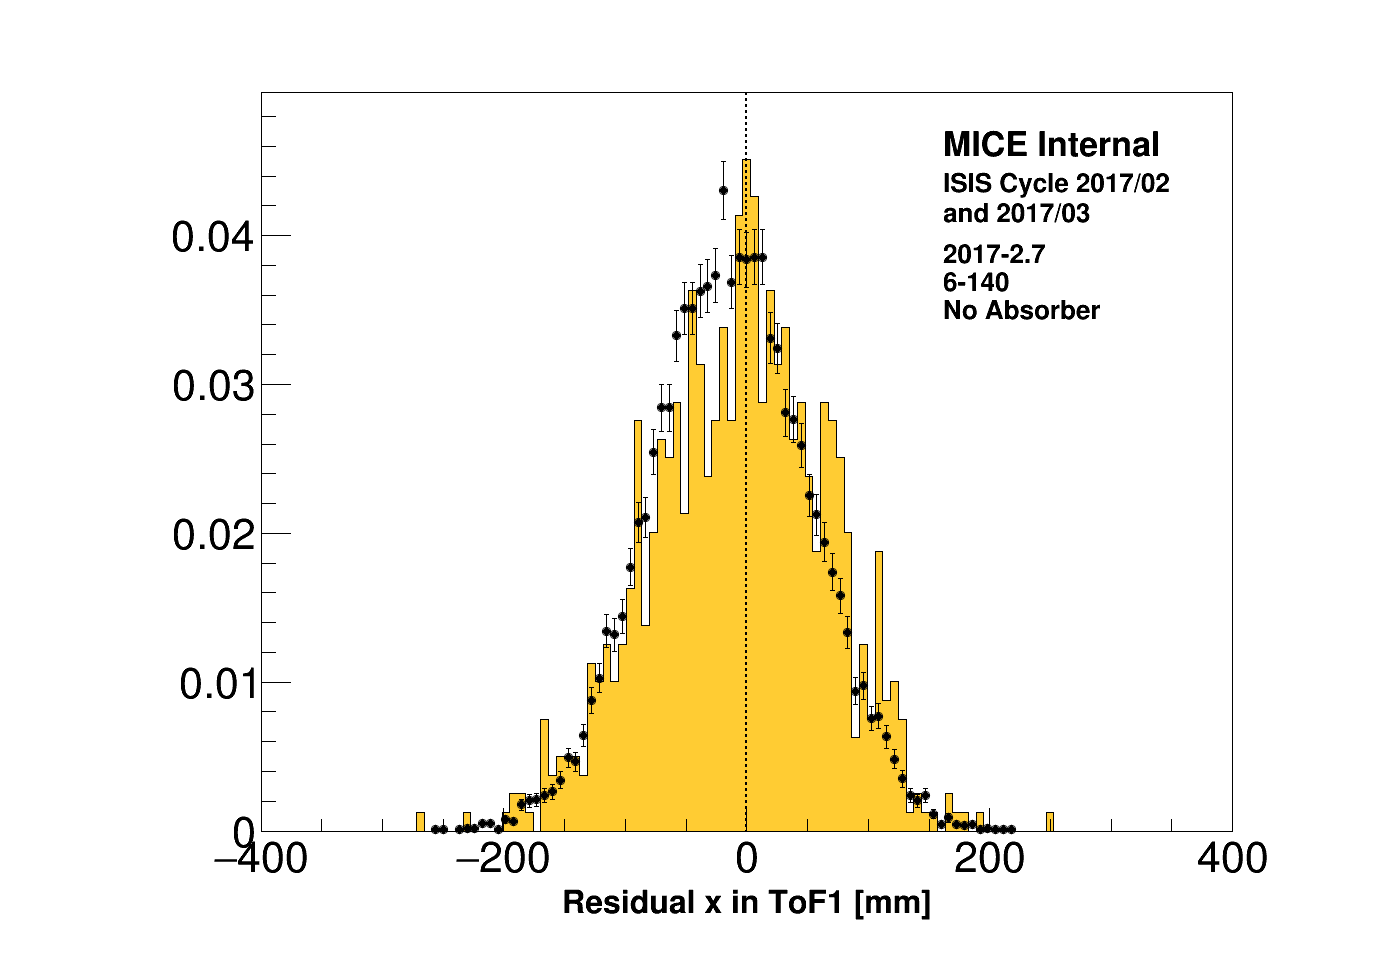 MICE Internal
ISIS Cycle 2017/02
and 2017/03
2017-2.7
6-140
No Absorber
0.04
0.03
0.02
0.01
0
−400 −200 0 200 400
Residual x in ToF1 [mm]